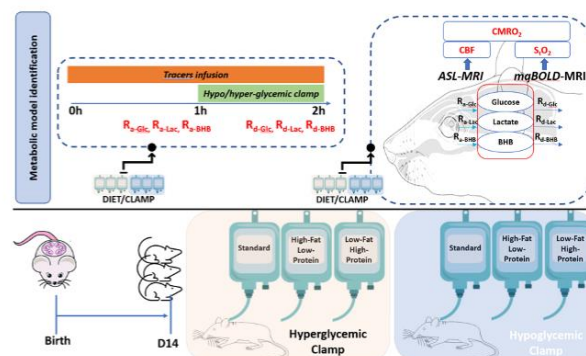 Metabolic model identification
Tracers infusion
Hypo/hyper-glycemic clamp
0h
1h
2h
Ra-Glc, Ra-Lac, Ra-BHB
Rd-Glc, Rd-Lac, Rd-BHB
DIET/CLAMP
DIET/CLAMP
CMRO2
CBF
StO2
ASL-MRI
mqBOLD-MRI
Ra-Glc
Glucose
Rd-Glc
Ra-Lac
Lactate
Rd-Lac
Ra-BHB
BHB
Rd-BHB
Birth
D14
Standard
High-Fat
Low-
Protein
Low-Fat
High-
Protein
Hyperglycemic
Clamp
Standard
High-Fat
Low-
Protein
Low-Fat
High-
Protein
Hypoglycemic
Clamp